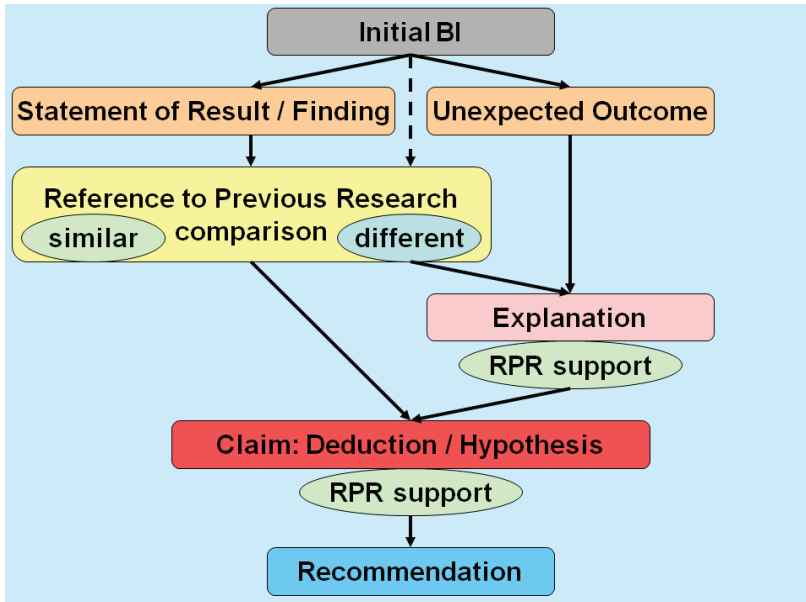 Initial BI
Statement of Result / Finding
Unexpected Outcome
Reference to Previous Research
comparison
similar
different
Explanation
RPR support
Claim: Deduction / Hypothesis
RPR support
Recommendation